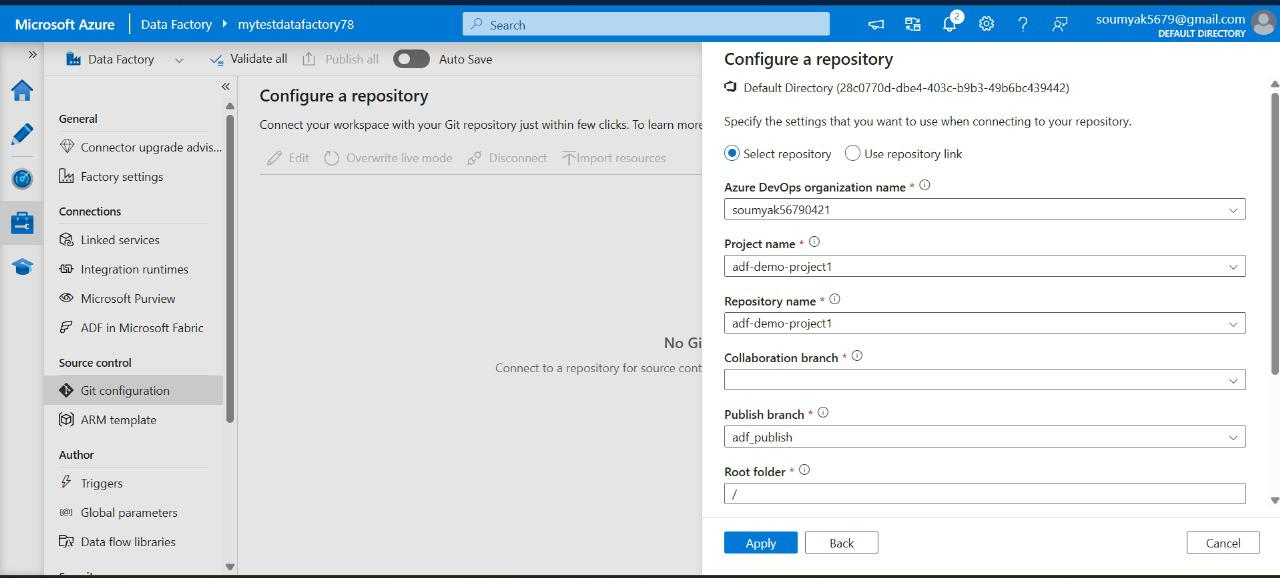 Microsoft Azure
Data Factory
mytestdatafactory78
Search
2
soumyak5679@gmail.com
DEFAULT DIRECTORY
Data Factory
Validate all
Publish all
Auto Save
General
Connector upgrade advis...
Factory settings
Connections
Linked services
Integration runtimes
Microsoft Purview
ADF in Microsoft Fabric
Source control
Git configuration
ARM template
Author
Triggers
Global parameters
Data flow libraries
Configure a repository
Connect your workspace with your Git repository just within few clicks. To learn more
Edit
Overwrite live mode
Disconnect
Import resources
No Gi
Connect to a repository for source cont
Configure a repository
Default Directory (28c0770d-dbe4-403c-b9b3-49b6bc439442)
Specify the settings that you want to use when connecting to your repository.
Select repository
Use repository link
Azure DevOps organization name *
soumyak56790421
Project name *
adf-demo-project1
Repository name *
adf-demo-project1
Collaboration branch *
Publish branch *
adf_publish
Root folder *
/
Apply
Back
Cancel